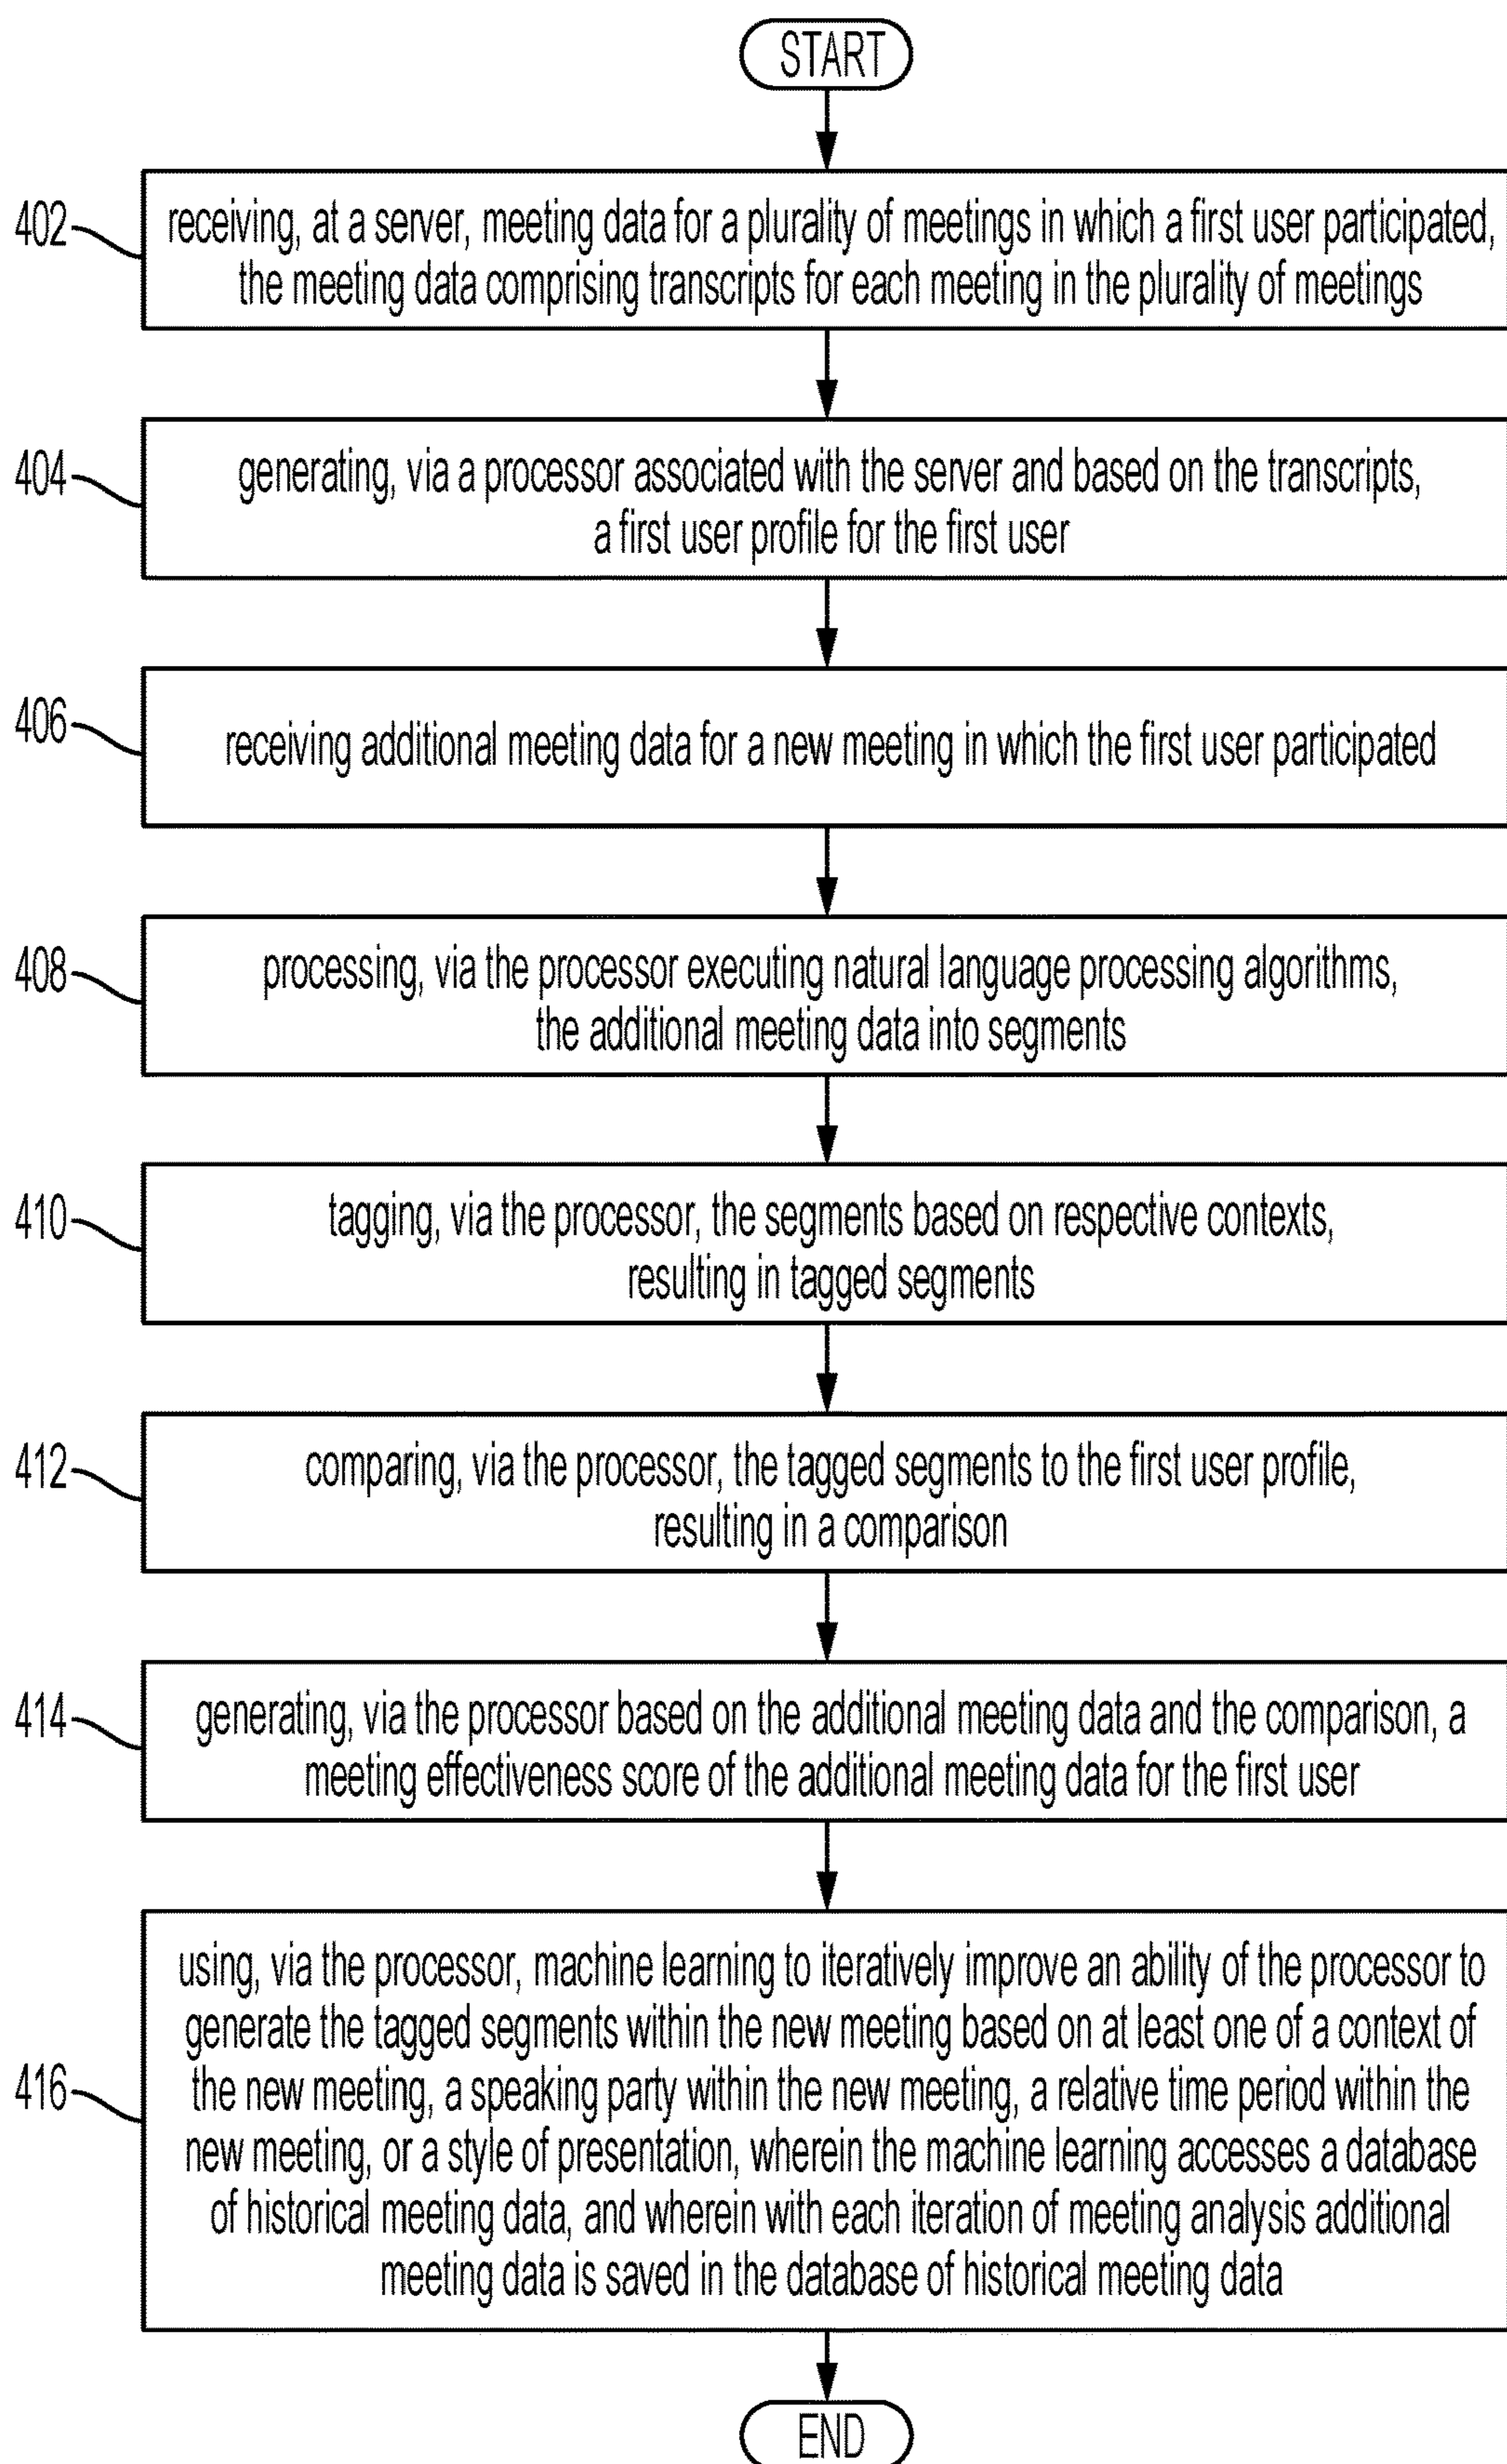 START
402
receiving, at a server, meeting data for a plurality of meetings in which a first user participated,
the meeting data comprising transcripts for each meeting in the plurality of meetings
404
generating, via a processor associated with the server and based on the transcripts,
a first user profile for the first user
406
receiving additional meeting data for a new meeting in which the first user participated
408
processing, via the processor executing natural language processing algorithms,
the additional meeting data into segments
410
tagging, via the processor, the segments based on respective contexts,
resulting in tagged segments
412
comparing, via the processor, the tagged segments to the first user profile,
resulting in a comparison
414
generating, via the processor based on the additional meeting data and the comparison, a
meeting effectiveness score of the additional meeting data for the first user
416
using, via the processor, machine learning to iteratively improve an ability of the processor to
generate the tagged segments within the new meeting based on at least one of a context of
the new meeting, a speaking party within the new meeting, a relative time period within the
new meeting, or a style of presentation, wherein the machine learning accesses a database
of historical meeting data, and wherein with each iteration of meeting analysis additional
meeting data is saved in the database of historical meeting data
END